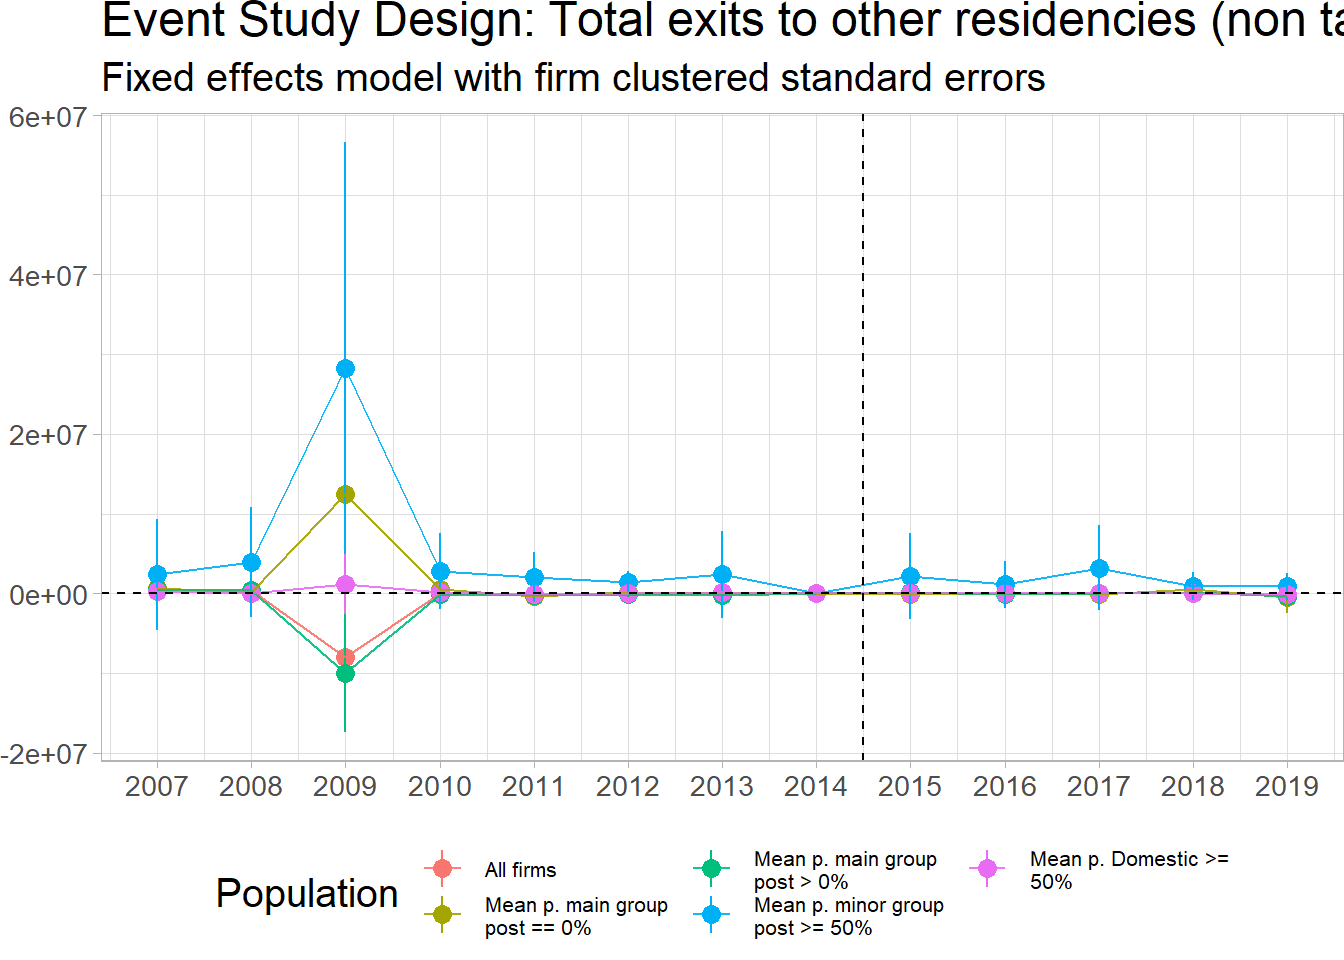 Event Study Design: Total exits to other residencies (non ta
Fixed effects model with firm clustered standard errors
6e+07
4e+07
2e+07
0e+00
-2e+07
2007 2008 2009 2010 2011 2012 2013 2014 2015 2016 2017 2018 2019
Population
All firms
Mean p. main group
post == 0%
Mean p. main group
post > 0%
Mean p. minor group
post >= 50%
Mean p. Domestic >=
50%